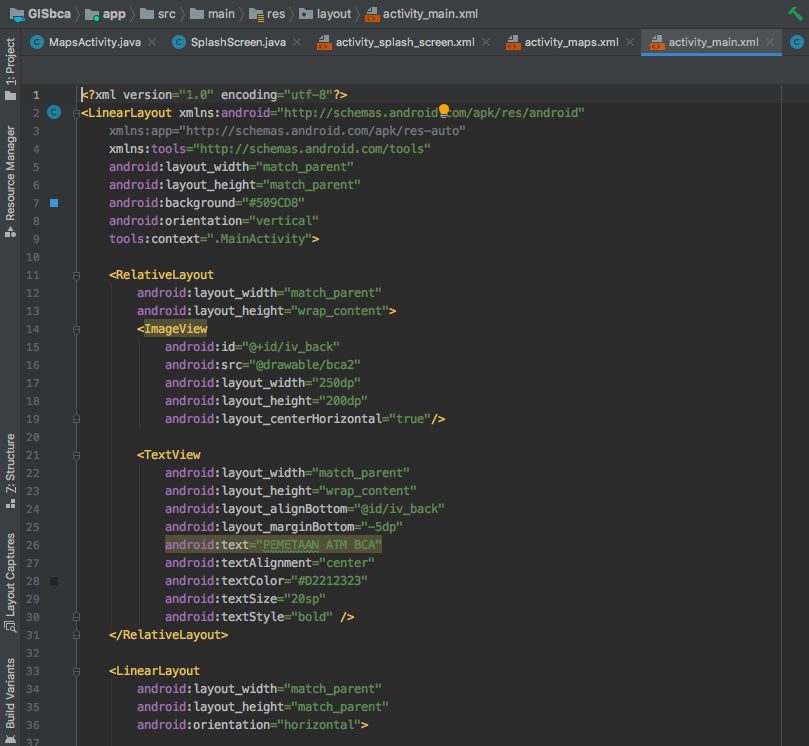 GISbca app src main res layout activity_main.xml
MapsActivity.java SplashScreen.java activity_splash_screen.xml activity_maps.xml activity_main.xml
1: Project
Resource Manager
Z: Structure
Layout Captures
Build Variants
1 <?xml version="1.0" encoding="utf-8"?>
2 <LinearLayout xmlns:android="http://schemas.android.com/apk/res/android"
3 xmlns:app="http://schemas.android.com/apk/res-auto"
4 xmlns:tools="http://schemas.android.com/tools"
5 android:layout_width="match_parent"
6 android:layout_height="match_parent"
7 android:background="#509CD8"
8 android:orientation="vertical"
9 tools:context=".MainActivity">
10
11 <RelativeLayout
12 android:layout_width="match_parent"
13 android:layout_height="wrap_content">
14 <ImageView
15 android:id="@+id/iv_back"
16 android:src="@drawable/bca2"
17 android:layout_width="250dp"
18 android:layout_height="200dp"
19 android:layout_centerHorizontal="true"/>
20
21 <TextView
22 android:layout_width="match_parent"
23 android:layout_height="wrap_content"
24 android:layout_alignBottom="@id/iv_back"
25 android:layout_marginBottom="-5dp"
26 android:text="PEMETAAN ATM BCA"
27 android:textAlignment="center"
28 android:textColor="#D2212323"
29 android:textSize="20sp"
30 android:textStyle="bold" />
31 </RelativeLayout>
32
33 <LinearLayout
34 android:layout_width="match_parent"
35 android:layout_height="match_parent"
36 android:orientation="horizontal">
37